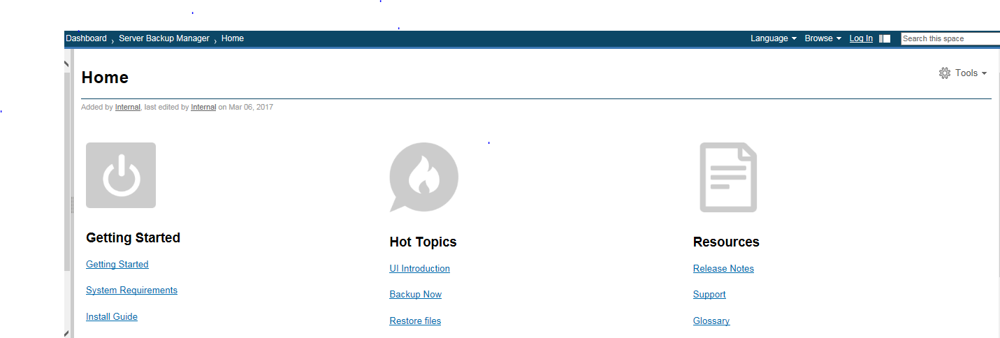 Dashboard › Server Backup Manager › Home
Language Browse Log In Search this space
Home
Tools
Added by Internal, last edited by Internal on Mar 06, 2017
Getting Started
Getting Started
System Requirements
Install Guide
Hot Topics
UI Introduction
Backup Now
Restore files
Resources
Release Notes
Support
Glossary